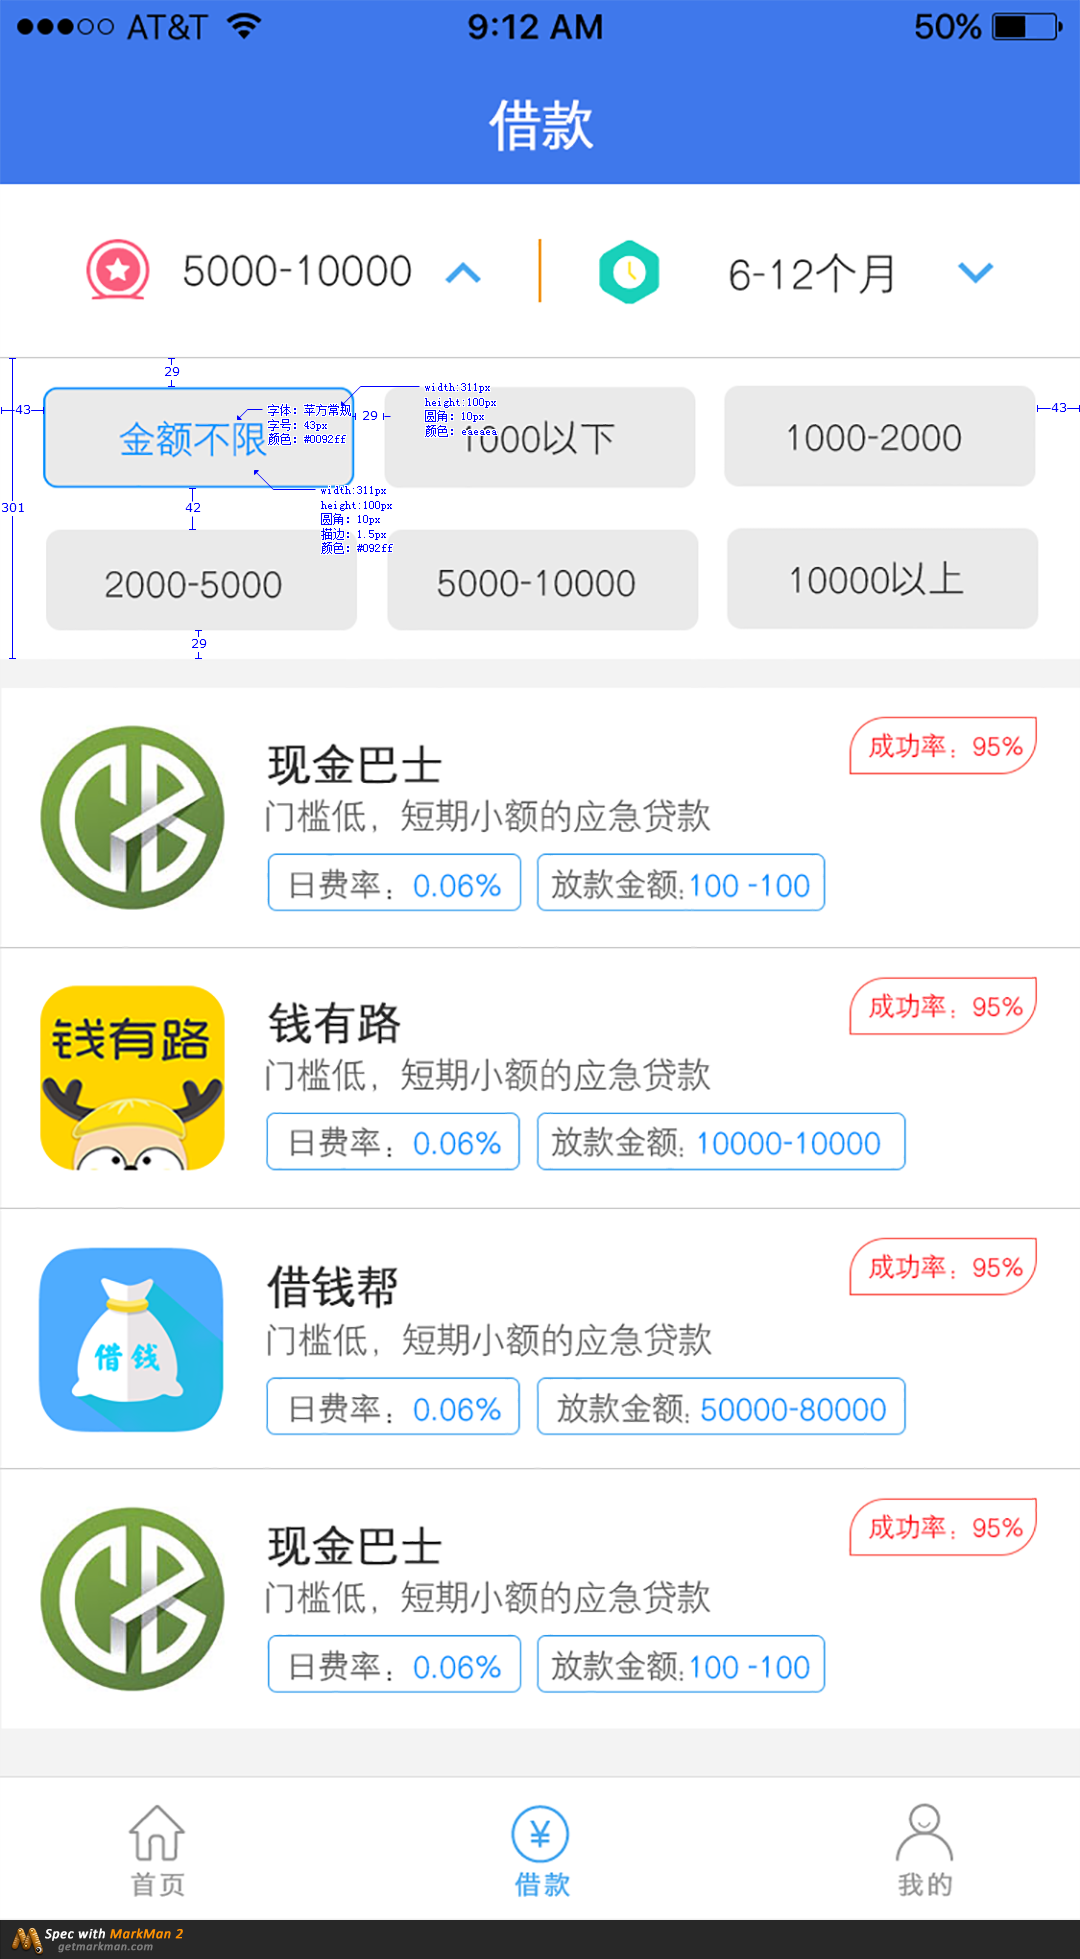 AT&T 9:12 AM 50%
借款
5000-10000 6-12个月
29
width:311px
height:100px
圆角: 10px
颜色: eaeaea
43
字体: 苹方常规
字号: 43px
颜色: #0092ff
29
43
金额不限 1000以下 1000-2000
width:311px
height:100px
圆角: 10px
描边: 1.5px
颜色: #092ff
301
42
2000-5000 5000-10000 10000以上
29
现金巴士 成功率：95%
门槛低，短期小额的应急贷款
日费率：0.06% 放款金额:100 -100
钱有路
钱有路 成功率：95%
门槛低，短期小额的应急贷款
日费率：0.06% 放款金额: 10000-10000
借钱帮 成功率：95%
门槛低，短期小额的应急贷款
借钱
日费率：0.06% 放款金额: 50000-80000
现金巴士 成功率：95%
门槛低，短期小额的应急贷款
日费率：0.06% 放款金额:100 -100
¥
首页 借款 我的
Spec with MarkMan 2
getmarkman.com